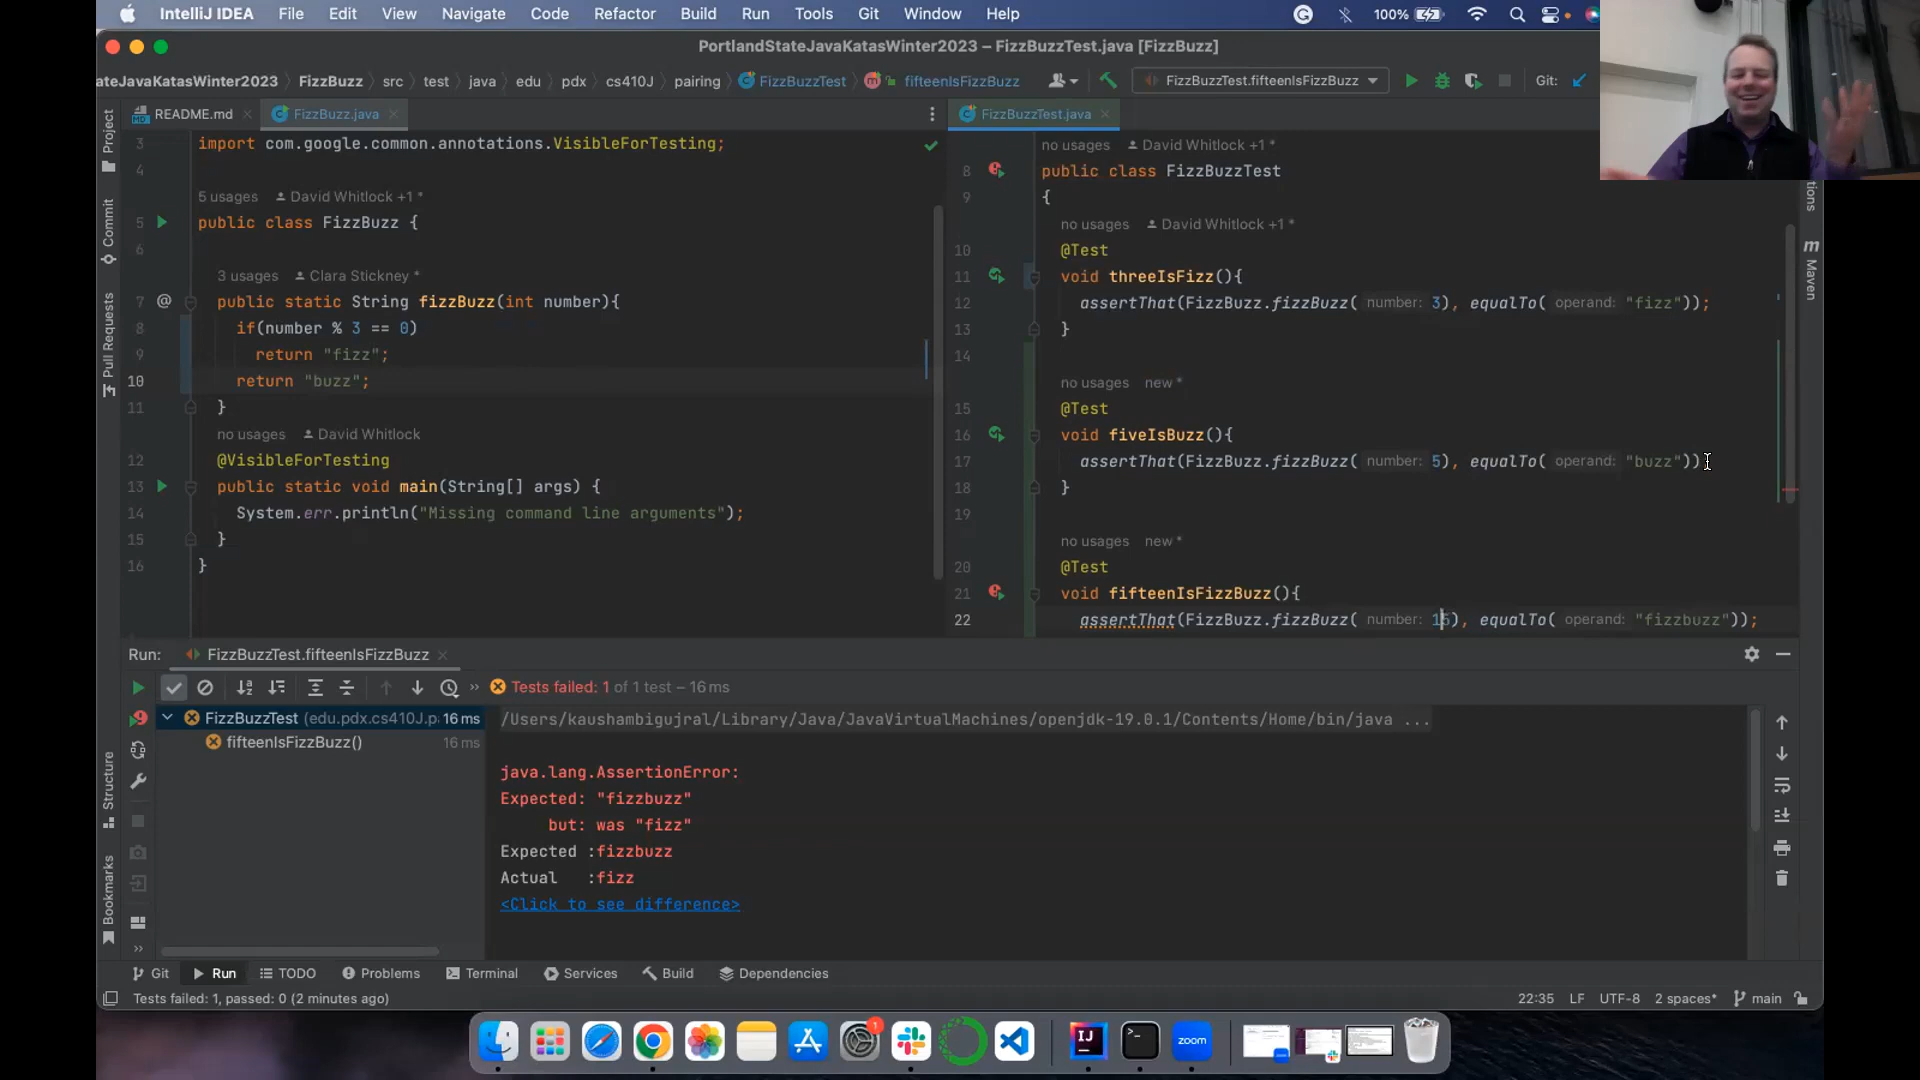 IntelliJ IDEA File Edit View Navigate Code Refactor Build Run Tools Git Window Help 100%
PortlandStateJavaKatasWinter2023 – FizzBuzzTest.java [FizzBuzz]
ateJavaKatasWinter2023 FizzBuzz src test java edu pdx cs410J pairing FizzBuzzTest fifteenIsFizzBuzz FizzBuzzTest.fifteenIsFizzBuzz Git:
README.md FizzBuzz.java
3 import com.google.common.annotations.VisibleForTesting;
4
5 usages David Whitlock +1 *
5 public class FizzBuzz {
6
3 usages Clara Stickney *
7 @ public static String fizzBuzz(int number){
8 if(number % 3 == 0)
9 return "fizz";
10 return "buzz";
11 }
no usages David Whitlock
12 @VisibleForTesting
13 public static void main(String[] args) {
14 System.err.println("Missing command line arguments");
15 }
16 }
FizzBuzzTest.java
no usages David Whitlock +1 *
8 public class FizzBuzzTest
9 {
no usages David Whitlock +1 *
10 @Test
11 void threeIsFizz(){
12 assertThat(FizzBuzz.fizzBuzz( number: 3), equalTo( operand: "fizz"));
13 }
14
no usages new *
15 @Test
16 void fiveIsBuzz(){
17 assertThat(FizzBuzz.fizzBuzz( number: 5), equalTo( operand: "buzz"))
18 }
19
no usages new *
20 @Test
21 void fifteenIsFizzBuzz(){
22 assertThat(FizzBuzz.fizzBuzz( number: 15), equalTo( operand: "fizzbuzz"));
Project
Commit
Pull Requests
Structure
Bookmarks
tions
Maven
Run: FizzBuzzTest.fifteenIsFizzBuzz
Tests failed: 1 of 1 test – 16 ms
FizzBuzzTest (edu.pdx.cs410J.p 16 ms
fifteenIsFizzBuzz() 16 ms
/Users/kaushambigujral/Library/Java/JavaVirtualMachines/openjdk-19.0.1/Contents/Home/bin/java ...
java.lang.AssertionError:
Expected: "fizzbuzz"
but: was "fizz"
Expected :fizzbuzz
Actual :fizz
<Click to see difference>
Git Run TODO Problems Terminal Services Build Dependencies
Tests failed: 1, passed: 0 (2 minutes ago) 22:35 LF UTF-8 2 spaces* main
1
IJ
zoom